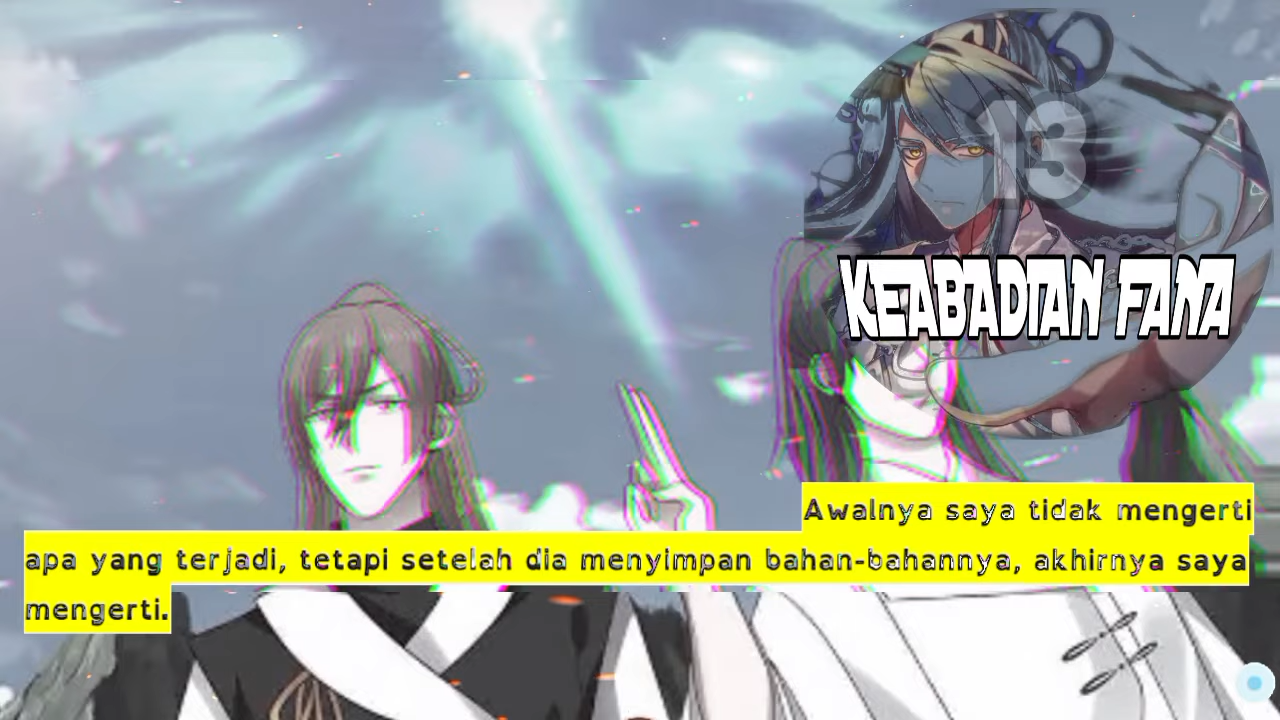 13
KEABADIAN FANA
Awalnya saya tidak mengerti
apa yang terjadi, tetapi setelah dia menyimpan bahan-bahannya, akhirnya saya
mengerti.